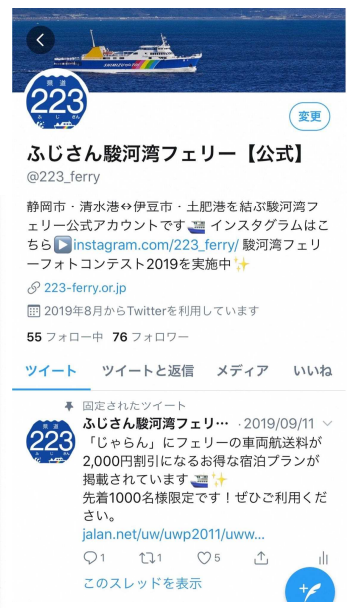 県道
223
ふじさん
変更
ふじさん駿河湾フェリー【公式】
@223_ferry
静岡市・清水港↔伊豆市・土肥港を結ぶ駿河湾フ
ェリー公式アカウントです🚢 インスタグラムはこ
ちら▶️instagram.com/223_ferry/ 駿河湾フェリ
ーフォトコンテスト2019を実施中✨
223-ferry.or.jp
2019年8月からTwitterを利用しています
55 フォロー中 76 フォロワー
ツイート ツイートと返信 メディア いいね
固定されたツイート
ふじさん駿河湾フェリ… ・2019/09/11
県道
223
「じゃらん」にフェリーの車両航送料が
2,000円割引になるお得な宿泊プランが
掲載されています🚢✨
先着1000名様限定です！ぜひご利用くだ
さい。
jalan.net/uw/uwp2011/uww...
1 1 5
このスレッドを表示